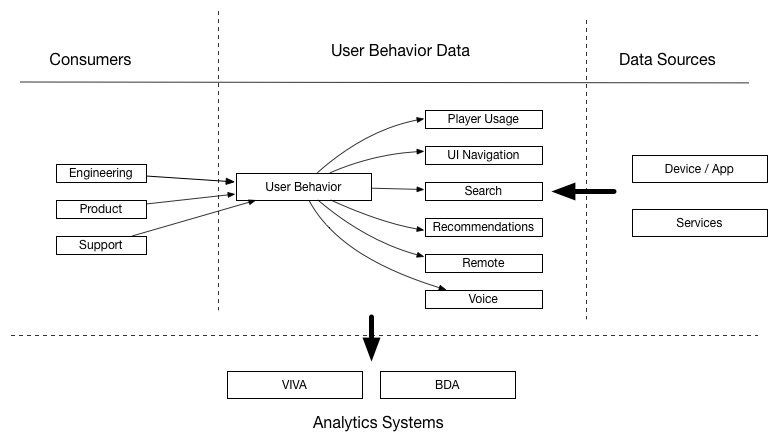 Consumers
User Behavior Data
Data Sources
Player Usage
UI Navigation
Device / App
Engineering
User Behavior
Search
Product
Recommendations
Services
Support
Remote
Voice
VIVA
BDA
Analytics Systems